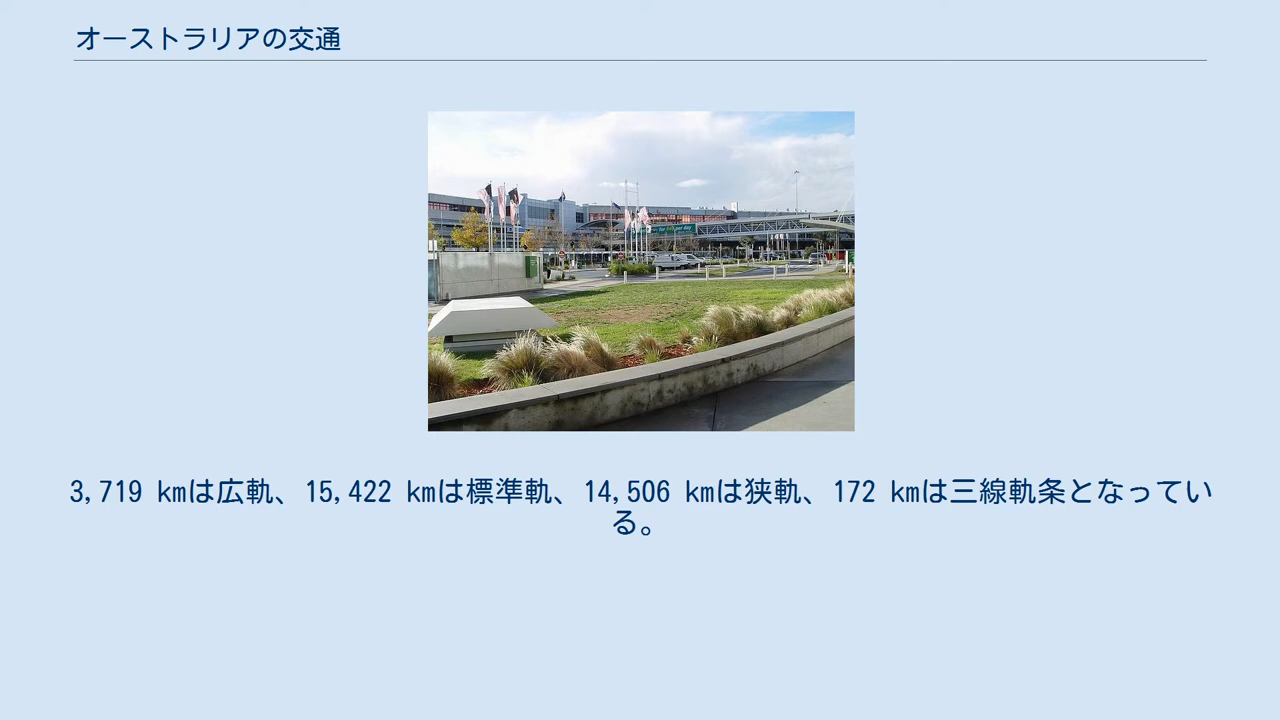 オーストラリアの交通
3,719 kmは広軌、15,422 kmは標準軌、14,506 kmは狭軌、172 kmは三線軌条となってい
る。